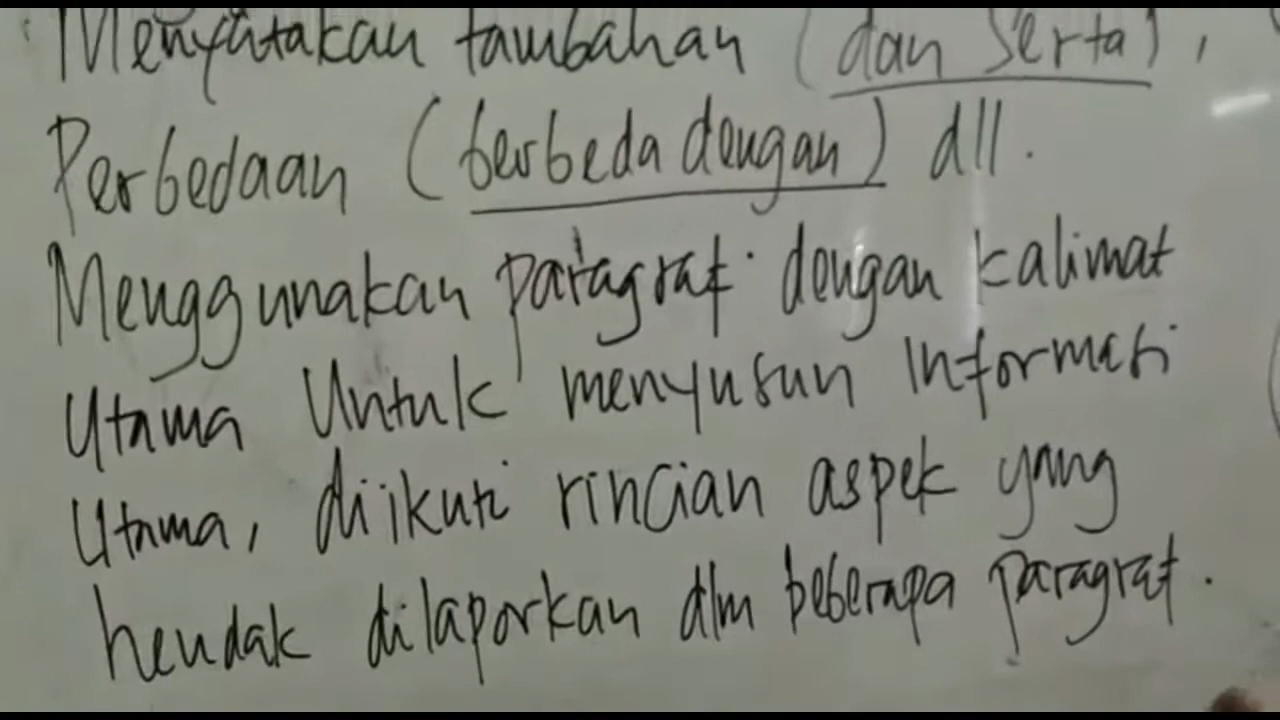 Menyatakan tambahan (dan serta),
Perbedaan (berbeda dengan) dll.
Menggunakan paragraf dengan kalimat
Utama Untuk menyusun Informasi
Utama, diikuti rincian aspek yang
hendak dilaporkan dlm beberapa paragraf.